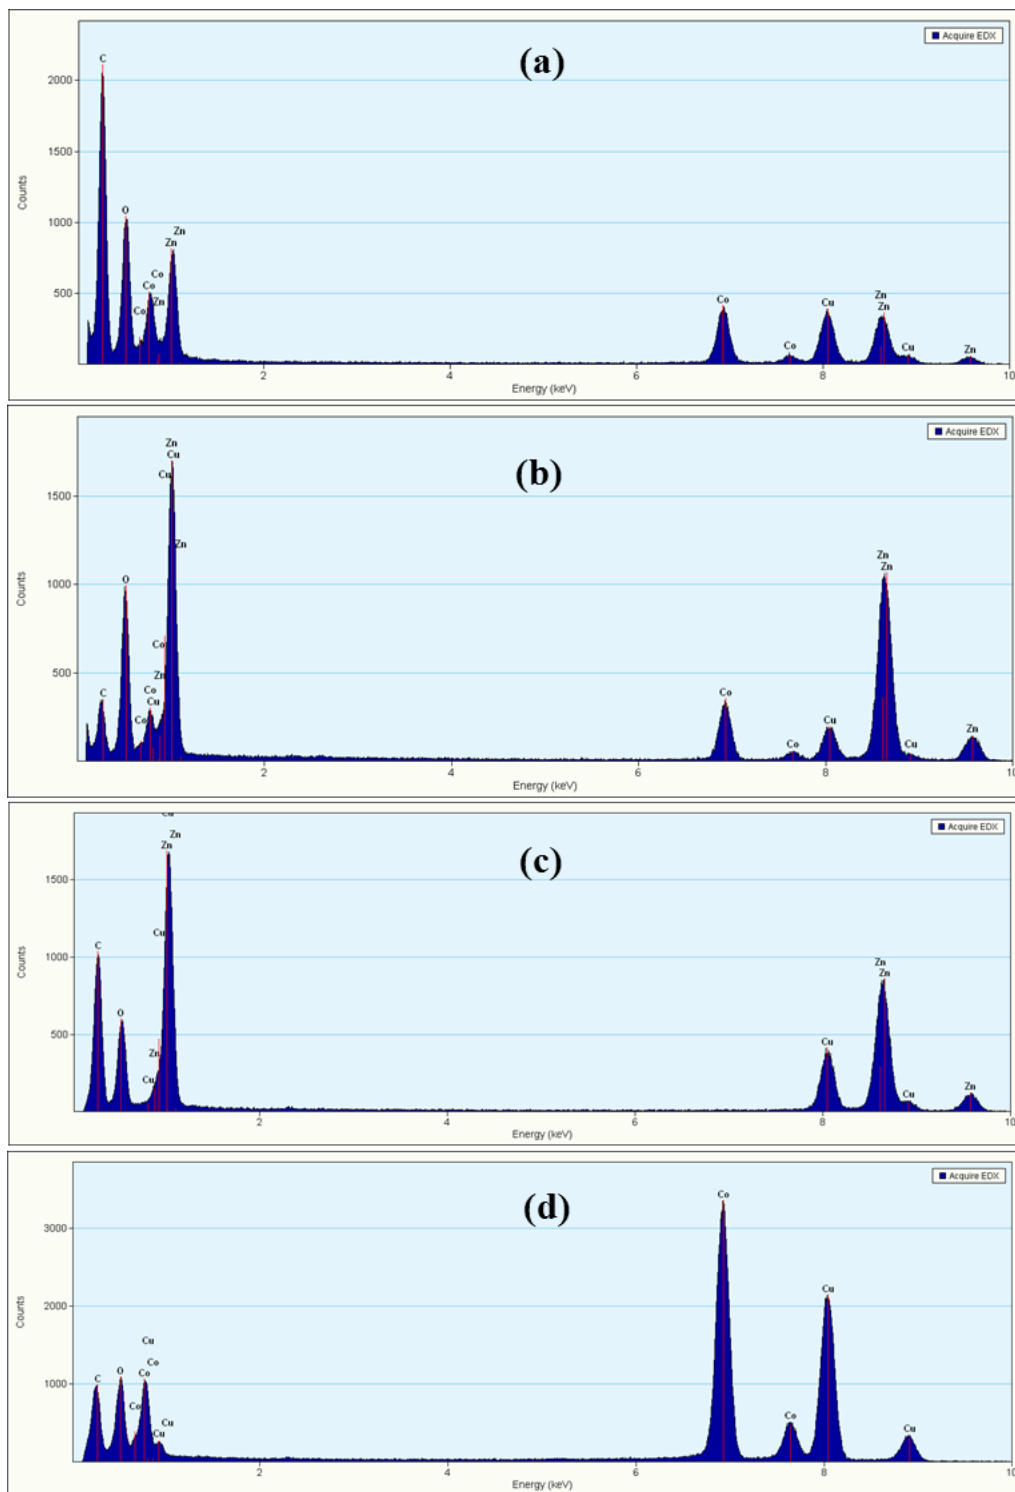 Acquire EDX
(a)
C
2000
1500
O
1000
Zn
Zn
Co
Co
Zn
Co
500
Co
Co
Cu
Zn
Zn
Cu
Zn
Counts
2
4
6
8
10
Energy (keV)
Acquire EDX
(b)
Zn
Cu
Cu
1500
Zn
O
1000
Co
Zn
500
C
Co
Cu
Co
Co
Co
Cu
Zn
Zn
Cu
Zn
Counts
2
4
6
8
10
Energy (keV)
Acquire EDX
(c)
Cu
Zn
Zn
1500
Cu
C
1000
O
500
Zn
Cu
Cu
Zn
Zn
Cu
Zn
Counts
2
4
6
8
10
Energy (keV)
Acquire EDX
(d)
Co
3000
Cu
2000
Cu
Co
C
O
Co
1000
Co
Cu
Cu
Co
Cu
Counts
2
4
6
8
10
Energy (keV)